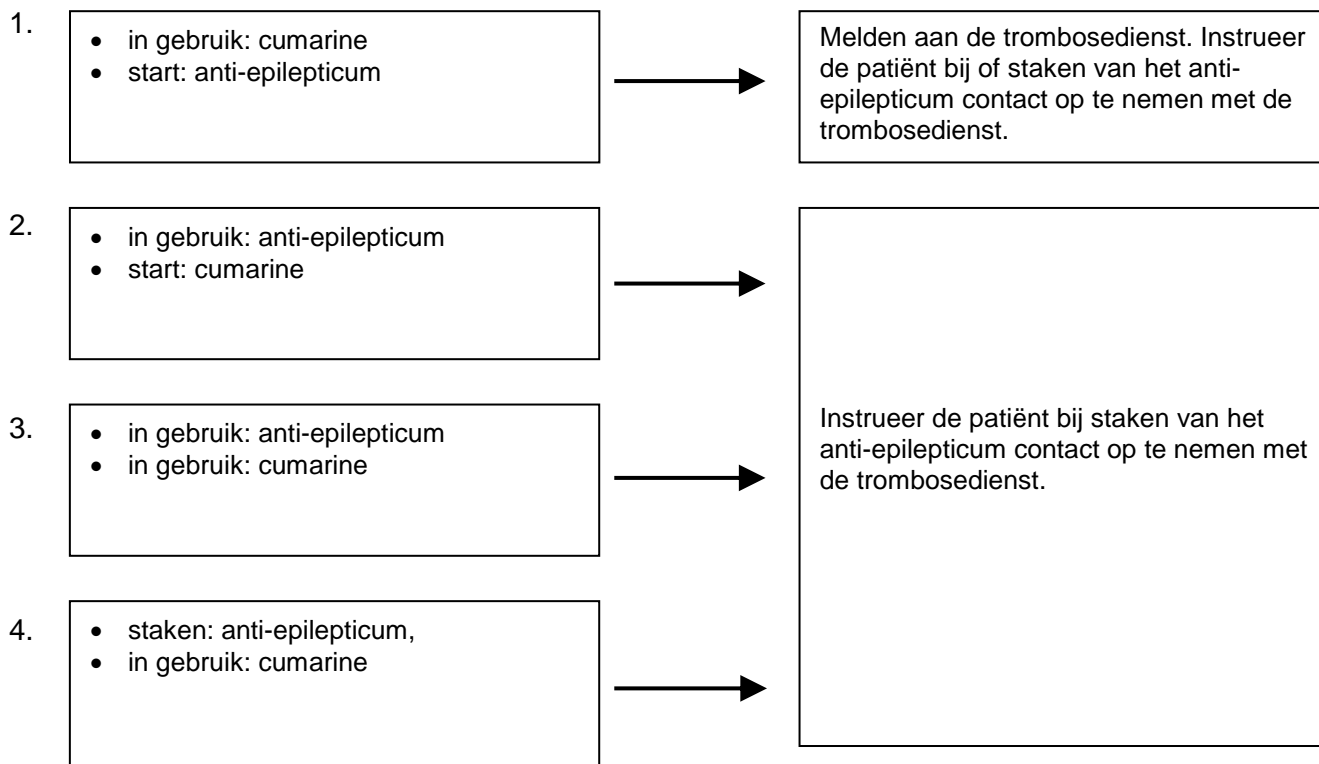 1.
• in gebruik: cumarine
• start: anti-epilepticum
Melden aan de trombosedienst. Instrueer
de patiënt bij of staken van het anti-
epilepticum contact op te nemen met de
trombosedienst.
2.
• in gebruik: anti-epilepticum
• start: cumarine
3.
• in gebruik: anti-epilepticum
• in gebruik: cumarine
Instrueer de patiënt bij staken van het
anti-epilepticum contact op te nemen met
de trombosedienst.
4.
• staken: anti-epilepticum,
• in gebruik: cumarine